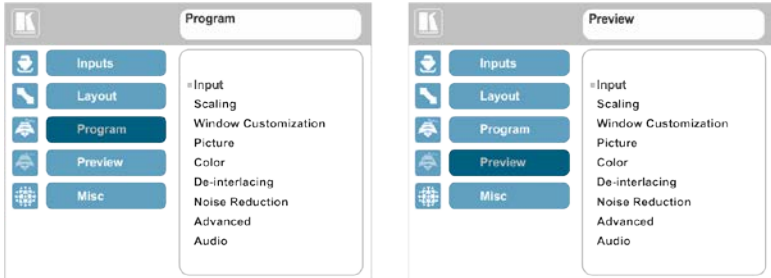 Program
Inputs
Layout
Program
Preview
Misc
Input
Scaling
Window Customization
Picture
Color
De-interlacing
Noise Reduction
Advanced
Audio
Preview
Inputs
Layout
Program
Preview
Misc
Input
Scaling
Window Customization
Picture
Color
De-interlacing
Noise Reduction
Advanced
Audio